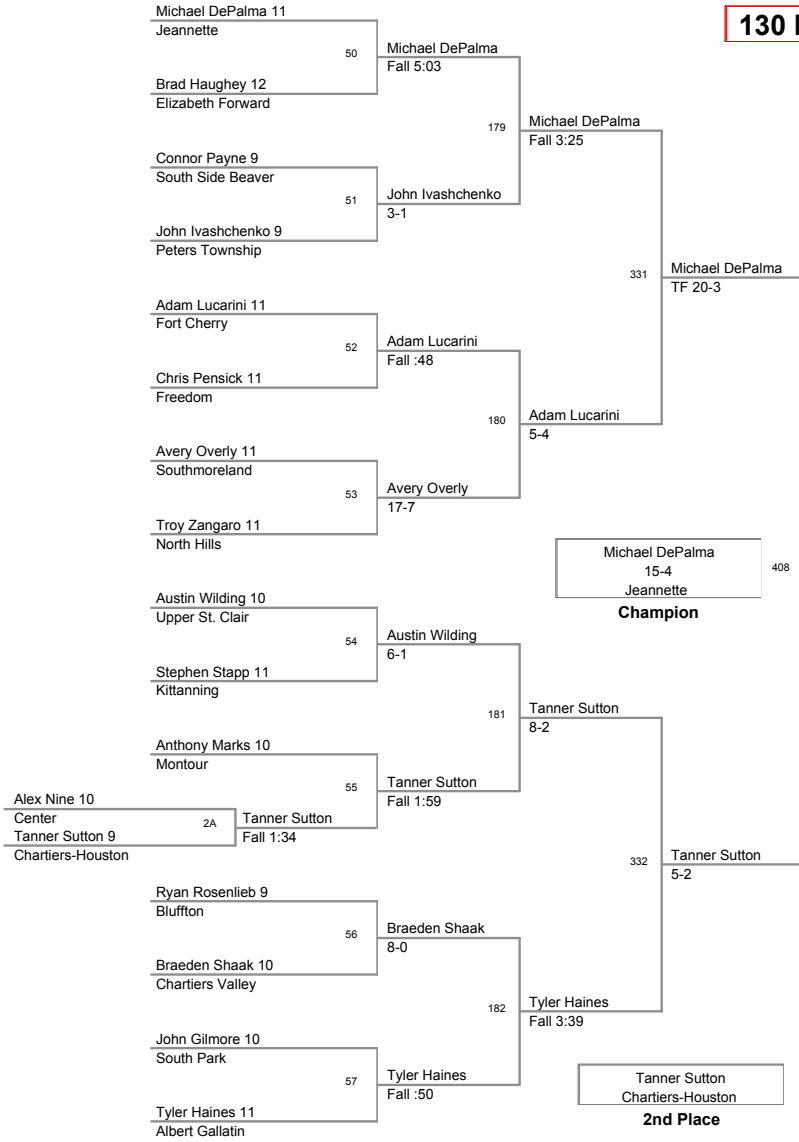 130 
Michael DePalma 11
Jeannette
50
Michael DePalma
Fall 5:03
Brad Haughey 12
Elizabeth Forward
179
Michael DePalma
Fall 3:25
Connor Payne 9
South Side Beaver
51
John Ivashchenko
3-1
John Ivashchenko 9
Peters Township
331
Michael DePalma
TF 20-3
Adam Lucarini 11
Fort Cherry
52
Adam Lucarini
Fall :48
Chris Pensick 11
Freedom
180
Adam Lucarini
5-4
Avery Overly 11
Southmoreland
53
Avery Overly
17-7
Troy Zangaro 11
North Hills
Michael DePalma
15-4
Jeannette
408
Champion
Austin Wilding 10
Upper St. Clair
54
Austin Wilding
6-1
Stephen Stapp 11
Kittanning
181
Tanner Sutton
8-2
Anthony Marks 10
Montour
55
Tanner Sutton
Fall 1:59
Alex Nine 10
Center
2A
Tanner Sutton
Fall 1:34
Tanner Sutton 9
Chartiers-Houston
332
Tanner Sutton
5-2
Ryan Rosenlieb 9
Bluffton
56
Braeden Shaak
8-0
Braeden Shaak 10
Chartiers Valley
182
Tyler Haines
Fall 3:39
John Gilmore 10
South Park
57
Tyler Haines
Fall :50
Tyler Haines 11
Albert Gallatin
Tanner Sutton
Chartiers-Houston
2nd Place